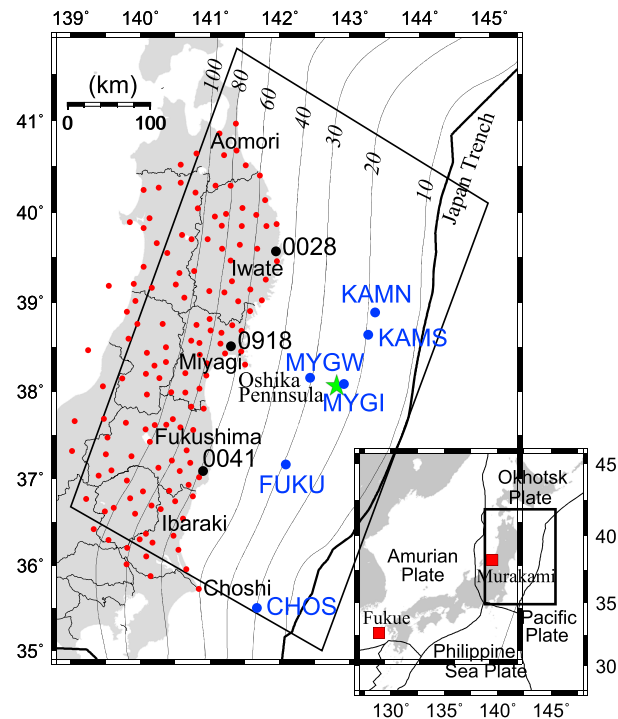 139° 140° 141° 142° 143° 144° 145°
(km)
0 100
100 80 60 40 30 20 10
Japan Trench
41°
Aomori
40°
0028
Iwate
39°
KAMN
0918
KAMS
Miyagi
MYGW
Oshika
Peninsula
38°
MYGI
Fukushima
37°
0041
FUKU
Ibaraki
36°
Choshi
CHOS
35°
45
Okhotsk
Plate
40
Amurian
Plate
Murakami
35
Fukue
Pacific
Plate
Philippine
Sea Plate
30
130° 135° 140° 145°